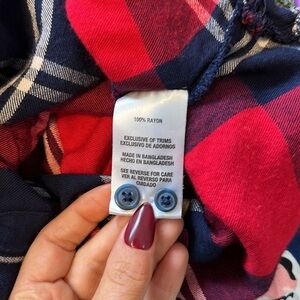 100% RAYON
EXCLUSIVE OF TRIMS
EXCLUSIVO DE ADORNOS
MADE IN BANGLADESH
HECHO EN BANGLADESH
SEE REVERSE FOR CARE
VER AL REVERSO PARA
CUIDADO